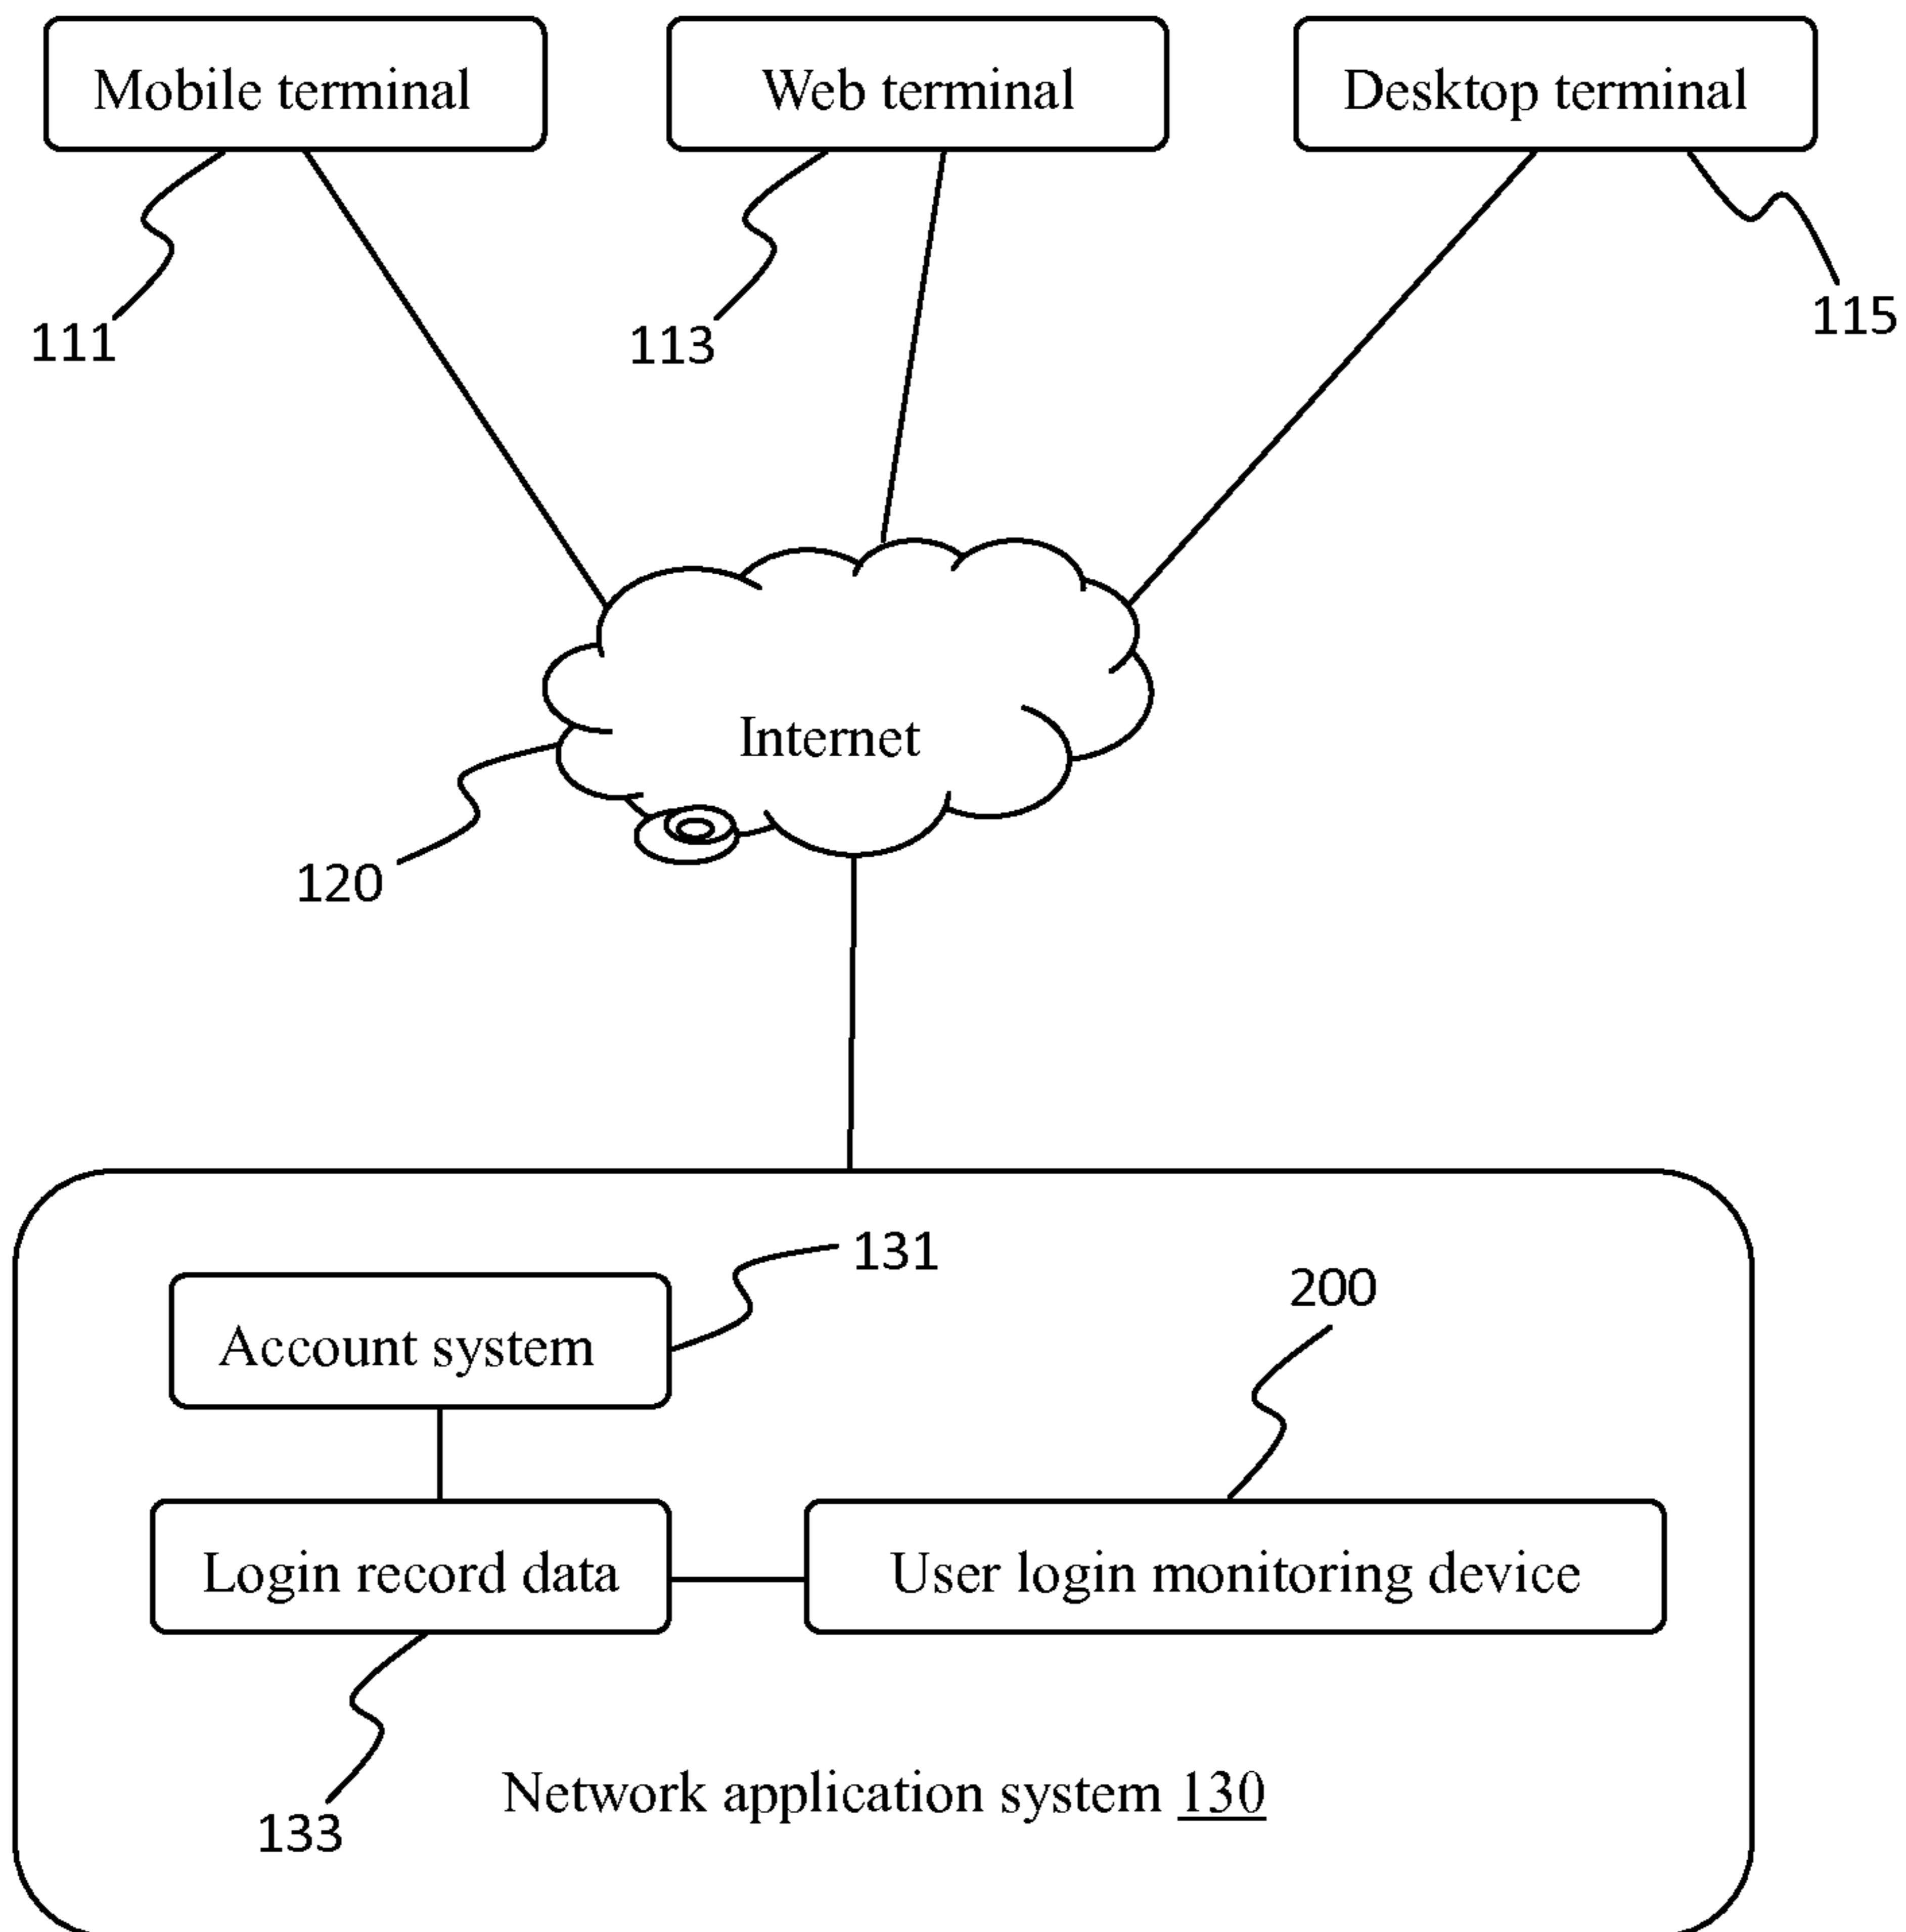 Mobile terminal
Web terminal
Desktop terminal
111
113
115
Internet
120
131
200
Account system
Login record data
User login monitoring device
Network application system 130
133